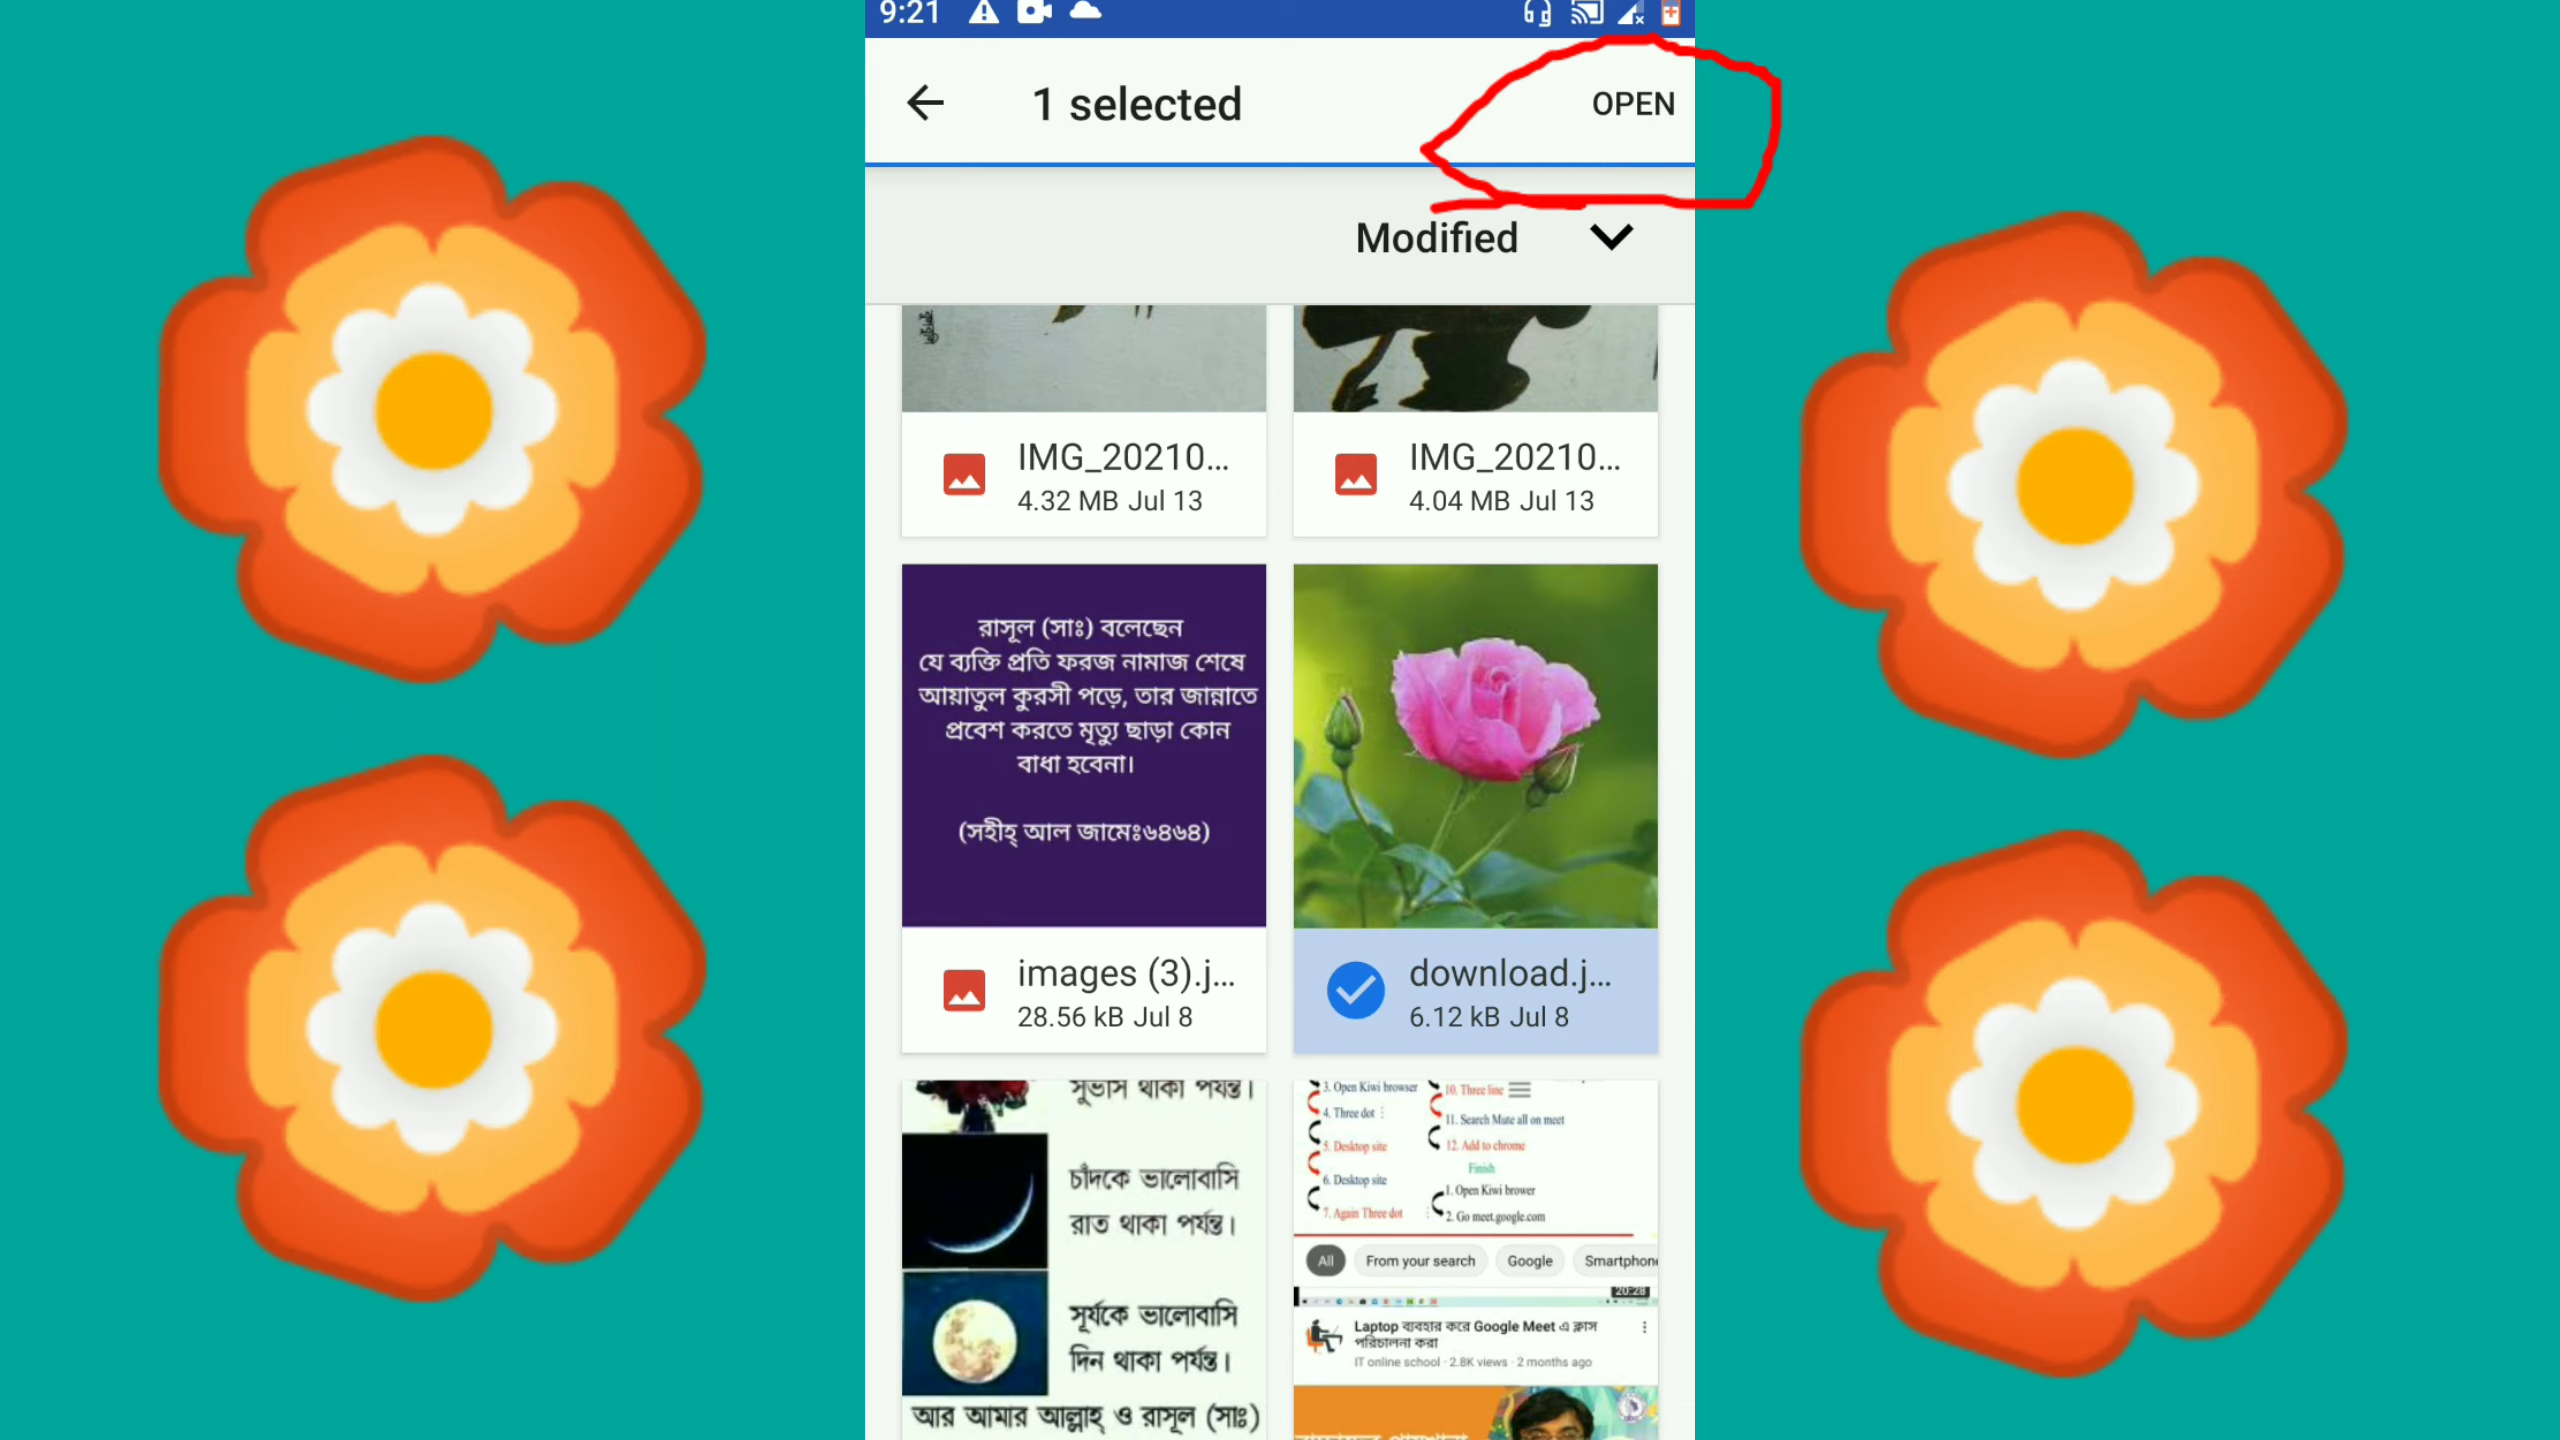 9:21
1 selected
OPEN
Modified
IMG_20210...
4.32 MB Jul 13
IMG_20210...
4.04 MB Jul 13
রাসূল (সাঃ) বলেছেন
যে ব্যক্তি প্রতি ফরজ নামাজ শেষে
আয়াতুল কুরসী পড়ে, তার জান্নাতে
প্রবেশ করতে মৃত্যু ছাড়া কোন
বাধা হবেনা।
(সহীহ্ আল জামেঃ৬৪৬৪)
images (3).j...
28.56 kB Jul 8
download.j...
6.12 kB Jul 8
সুভাস থাকা পর্যন্ত।
চাঁদকে ভালোবাসি
রাত থাকা পর্যন্ত।
সূর্যকে ভালোবাসি
দিন থাকা পর্যন্ত।
আর আমার আল্লাহ্ ও রাসূল (সাঃ)
3. Open Kiwi browser
4. Three dot
5. Desktop site
6. Desktop site
7. Again Three dot
10. Three line
11. Search Mute all on meet
12. Add to chrome
Finish
1. Open Kiwi brower
2. Go meet.google.com
All
From your search
Google
Smartphon
20:28
Laptop ব্যবহার করে Google Meet এ ক্লাস
পরিচালনা করা
IT online school · 2.8K views · 2 months ago